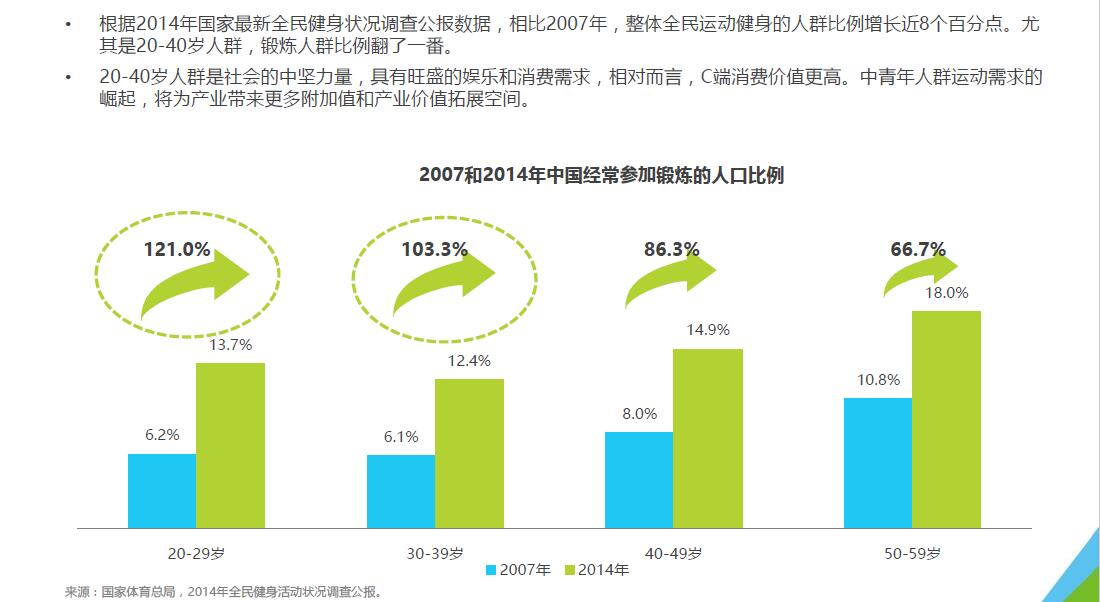 • 根据2014年国家最新全民健身状况调查公报数据，相比2007年，整体全民运动健身的人群比例增长近8个百分点。尤
其是20-40岁人群，锻炼人群比例翻了一番。
• 20-40岁人群是社会的中坚力量，具有旺盛的娱乐和消费需求，相对而言，C端消费价值更高。中青年人群运动需求的
崛起，将为产业带来更多附加值和产业价值拓展空间。
2007和2014年中国经常参加锻炼的人口比例
121.0% 103.3% 86.3% 66.7%
6.2% 13.7% 6.1% 12.4% 8.0% 14.9% 10.8% 18.0%
20-29岁 30-39岁 40-49岁 50-59岁
2007年 2014年
来源：国家体育总局，2014年全民健身活动状况调查公报。